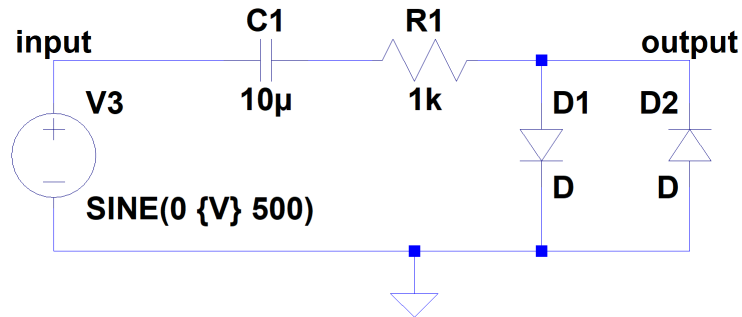 C1
R1
input
output
V3
10µ
1k
D1
D2
D
D
SINE(0 {V} 500)